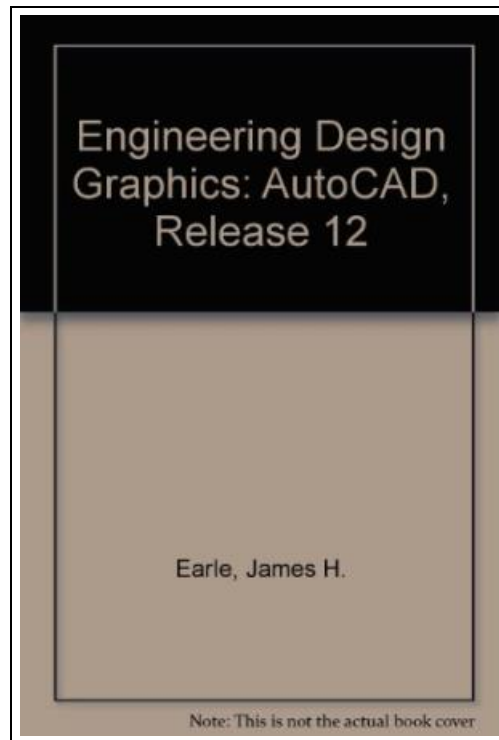 Engineering Design
Graphics: AutoCAD,
Release 12
Earle, James H.
Note: This is not the actual book cover